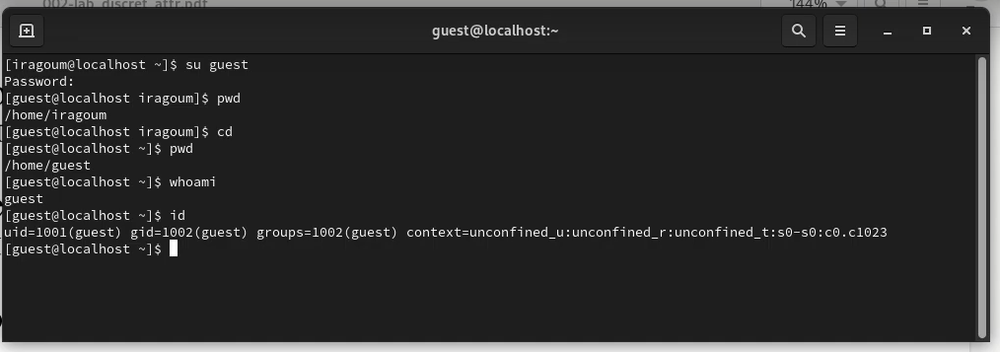 002-lab_discret_attr.pdf
144%
guest@localhost:~
[iragoum@localhost ~]$ su guest
Password:
[guest@localhost iragoum]$ pwd
/home/iragoum
[guest@localhost iragoum]$ cd
[guest@localhost ~]$ pwd
/home/guest
[guest@localhost ~]$ whoami
guest
[guest@localhost ~]$ id
uid=1001(guest) gid=1002(guest) groups=1002(guest) context=unconfined_u:unconfined_r:unconfined_t:s0-s0:c0.c1023
[guest@localhost ~]$